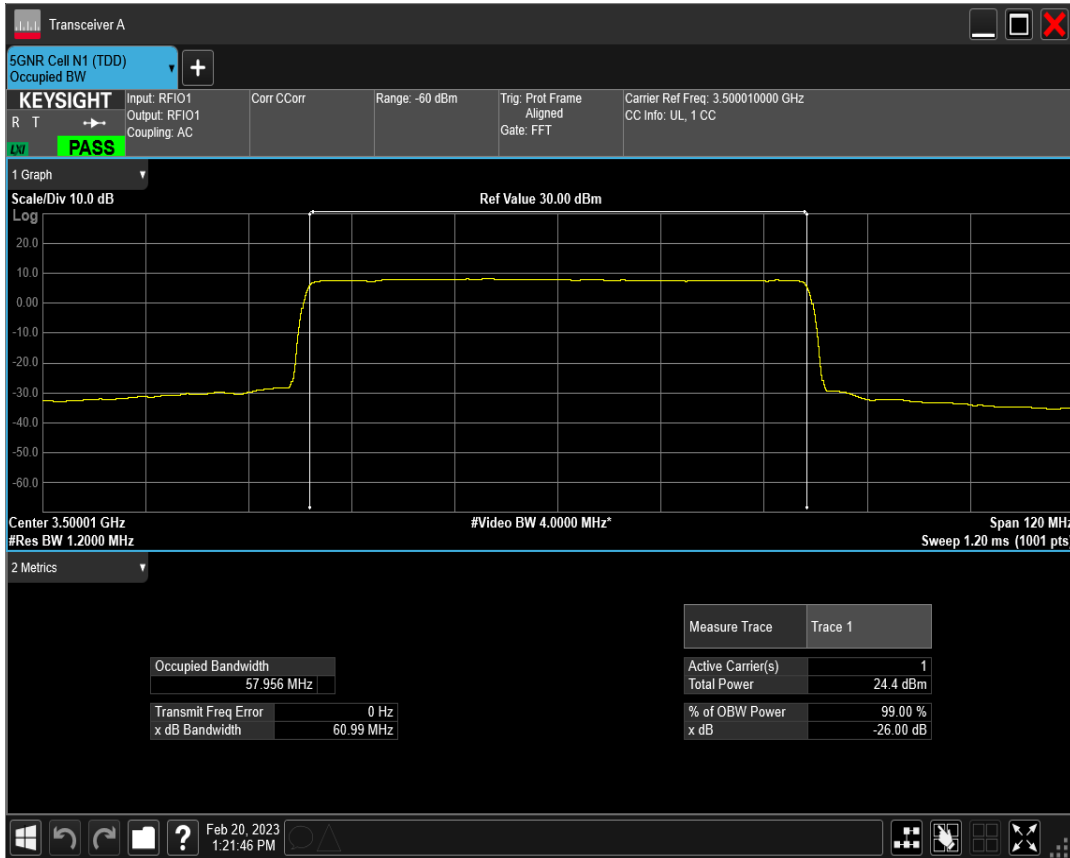 Transceiver A
5GNR Cell N1 (TDD)
Occupied BW
+
KEYSIGHT
R T
LXI
PASS
Input: RFIO1
Output: RFIO1
Coupling: AC
Corr CCorr
Range: -60 dBm
Trig: Prot Frame
Aligned
Gate: FFT
Carrier Ref Freq: 3.500010000 GHz
CC Info: UL, 1 CC
1 Graph
Scale/Div 10.0 dB
Ref Value 30.00 dBm
Log
20.0
10.0
0.00
-10.0
-20.0
-30.0
-40.0
-50.0
-60.0
Center 3.50001 GHz
#Video BW 4.0000 MHz*
Span 120 MHz
#Res BW 1.2000 MHz
Sweep 1.20 ms (1001 pts)
2 Metrics
Measure Trace Trace 1
Occupied Bandwidth
57.956 MHz
Active Carrier(s) 1
Total Power 24.4 dBm
Transmit Freq Error 0 Hz
x dB Bandwidth 60.99 MHz
% of OBW Power 99.00 %
x dB -26.00 dB
?
Feb 20, 2023
1:21:46 PM